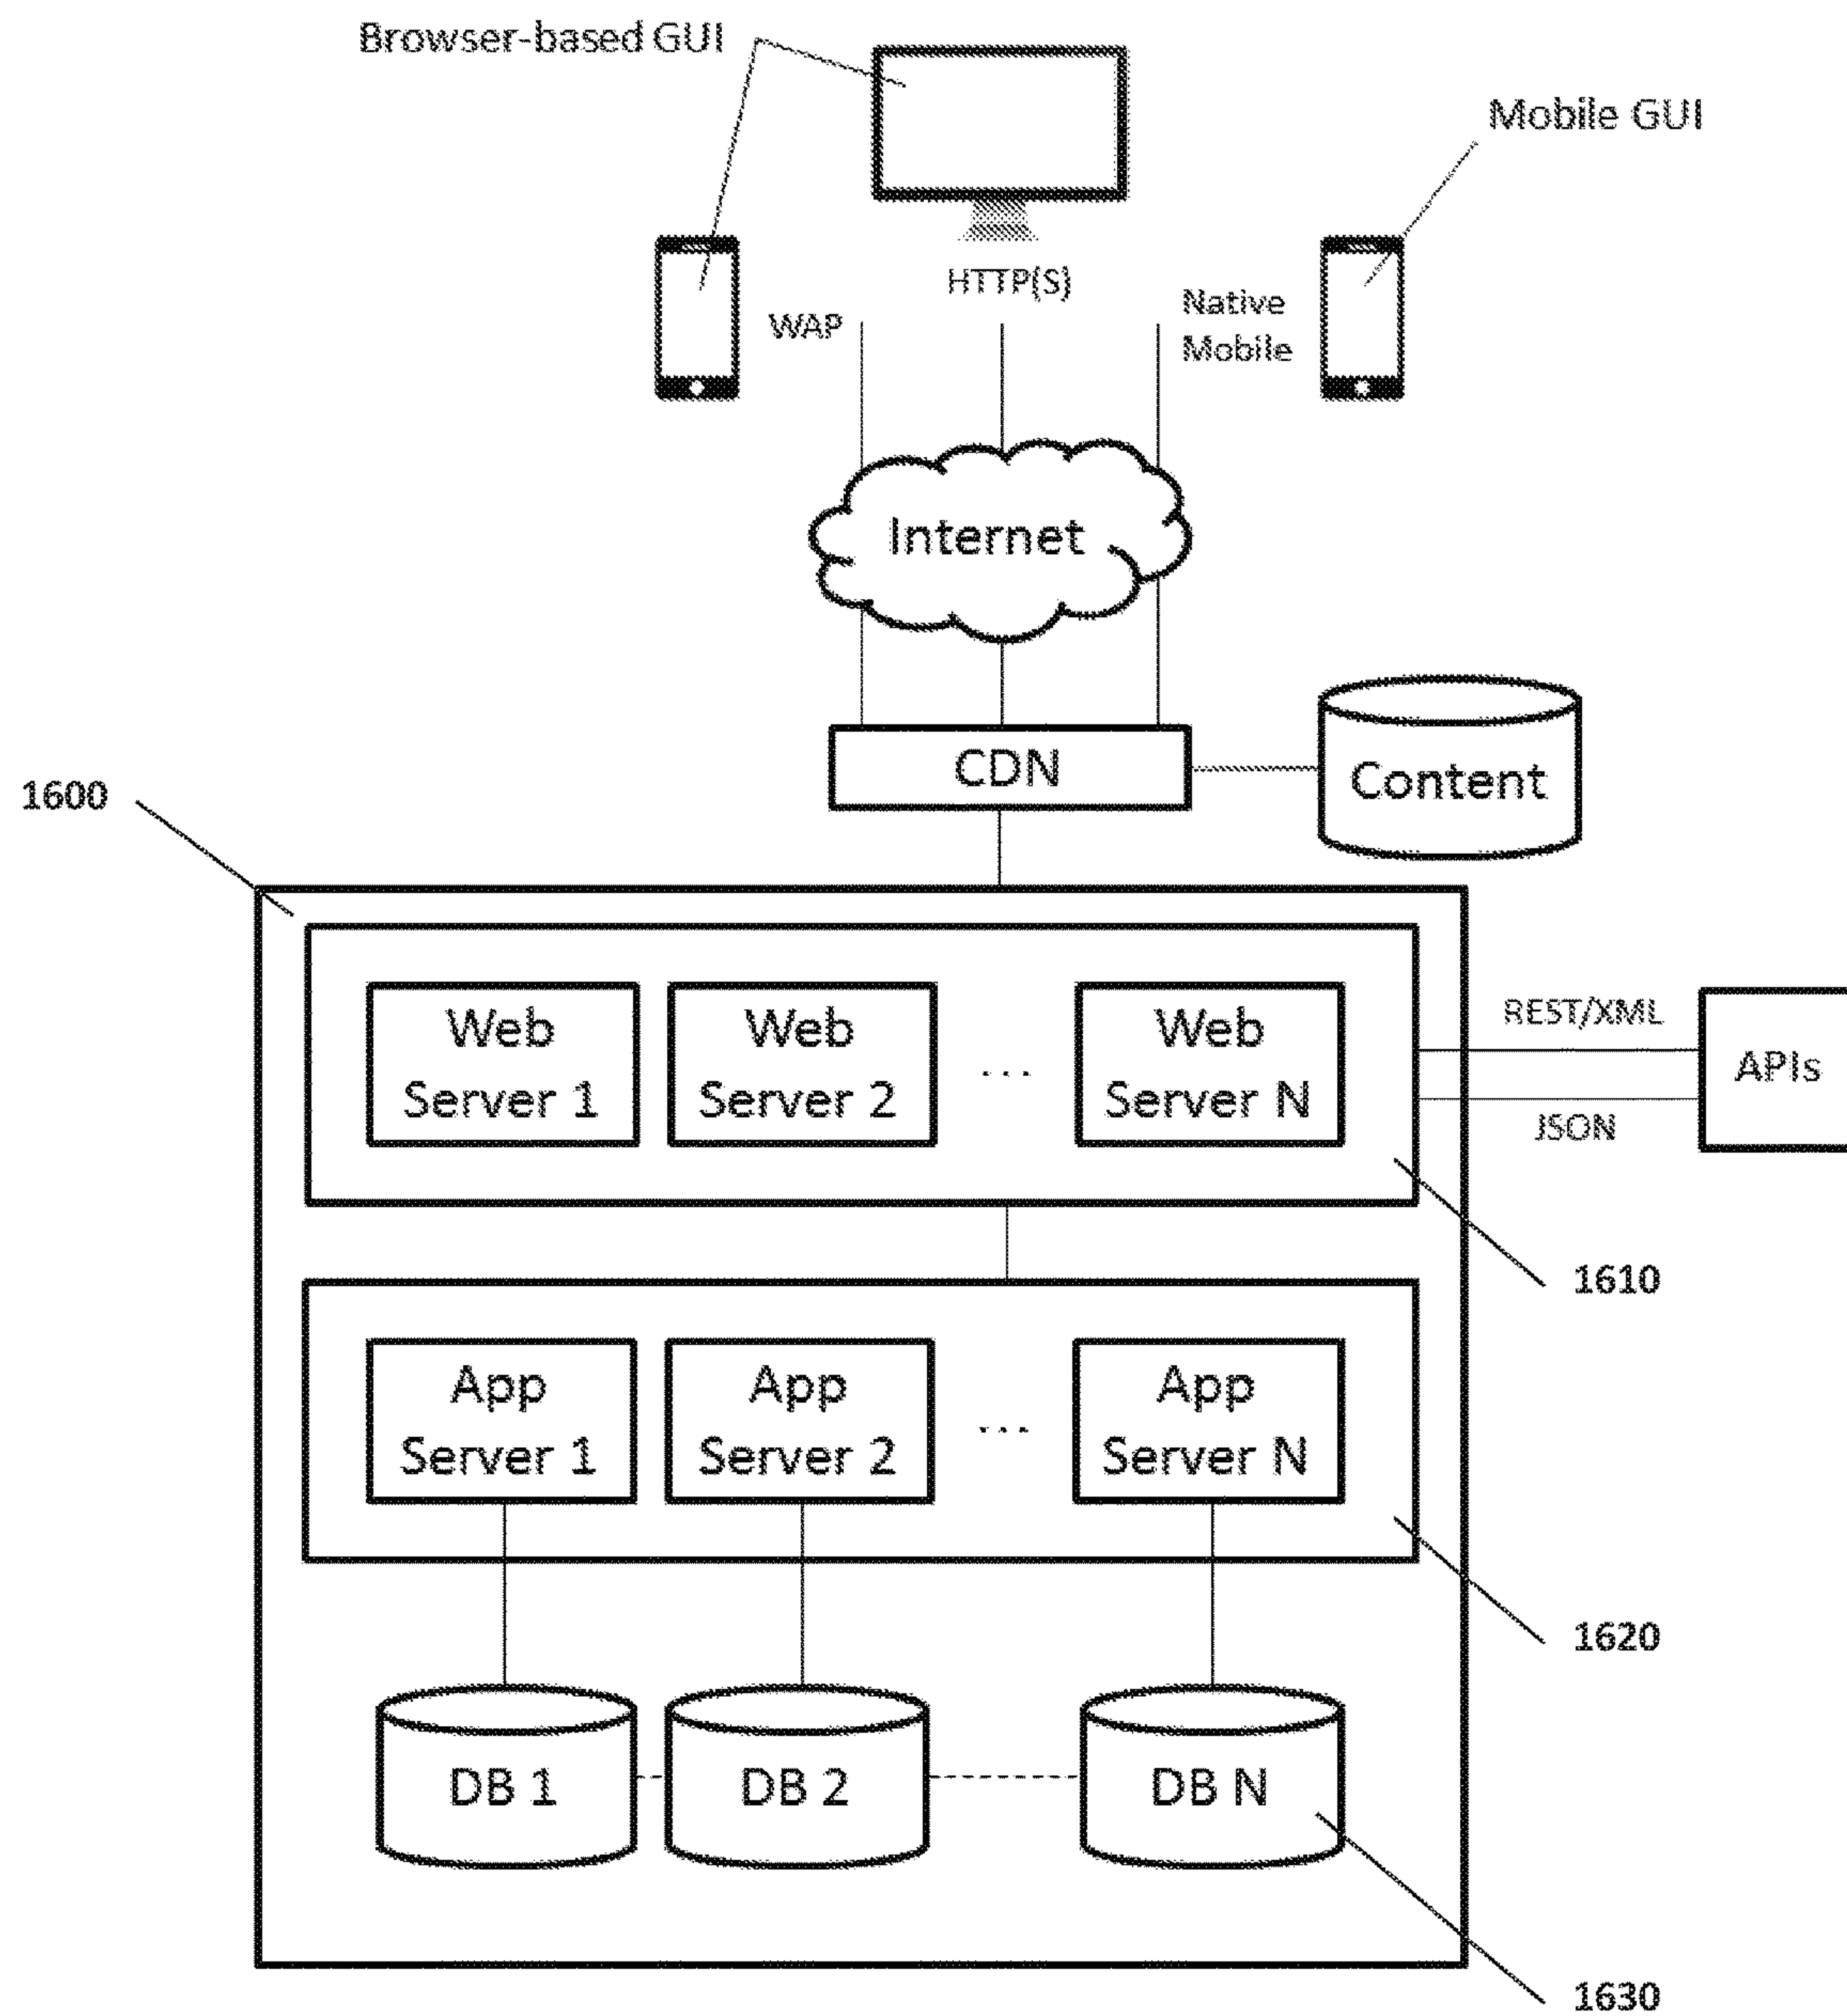 Browser-based GUI
Mobile GUI
HTTP(S)
WAP
Native
Mobile
Internet
CDN
Content
1600
Web
Server 1
Web
Server 2
...
Web
Server N
REST/XML
APIs
JSON
1610
App
Server 1
App
Server 2
...
App
Server N
1620
DB 1
DB 2
DB N
1630